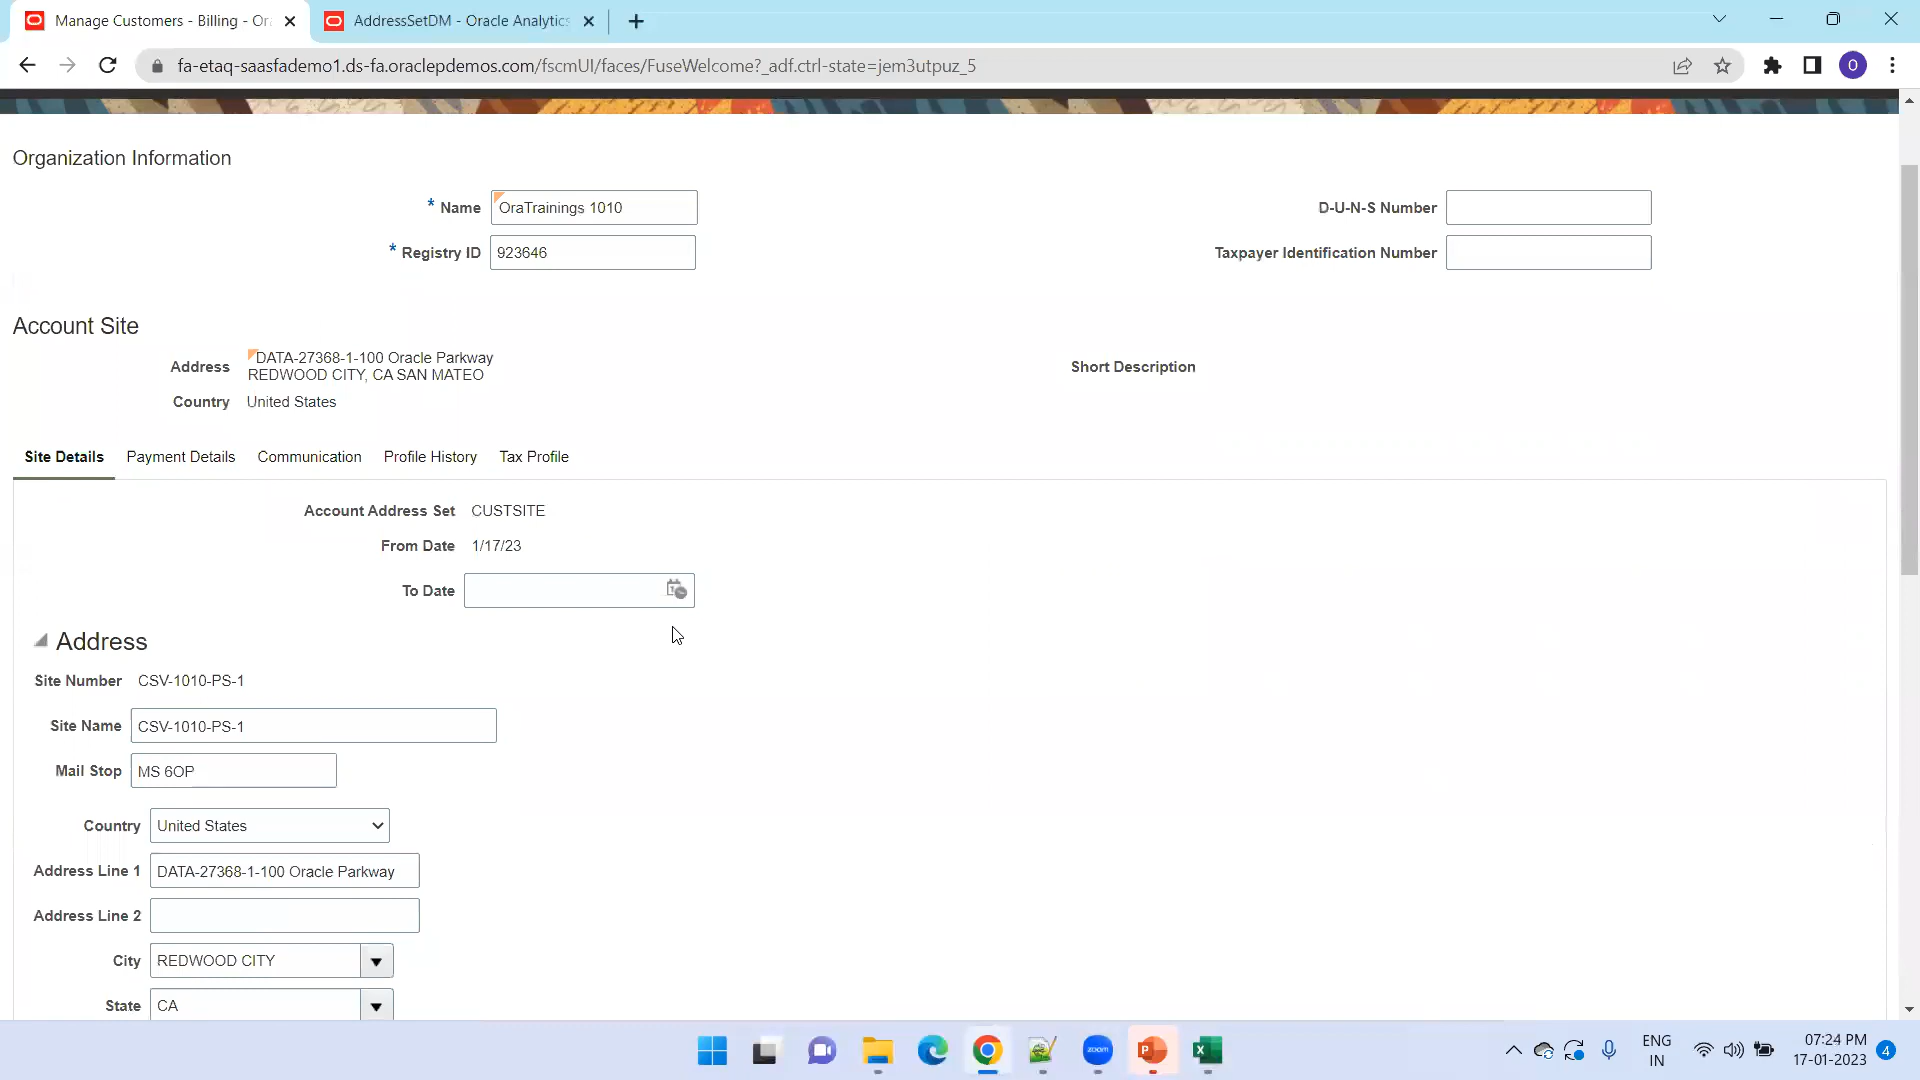 Manage Customers - Billing - Ora
AddressSetDM - Oracle Analytics
fa-etaq-saasfademo1.ds-fa.oraclepdemos.com/fscmUI/faces/FuseWelcome?_adf.ctrl-state=jem3utpuz_5
O
Organization Information
* Name OraTrainings 1010
D-U-N-S Number
* Registry ID 923646
Taxpayer Identification Number
Account Site
Address DATA-27368-1-100 Oracle Parkway
REDWOOD CITY, CA SAN MATEO
Short Description
Country United States
Site Details Payment Details Communication Profile History Tax Profile
Account Address Set CUSTSITE
From Date 1/17/23
To Date
Address
Site Number CSV-1010-PS-1
Site Name CSV-1010-PS-1
Mail Stop MS 6OP
Country United States
Address Line 1 DATA-27368-1-100 Oracle Parkway
Address Line 2
City REDWOOD CITY
State CA
zoom
ENG
IN
07:24 PM
17-01-2023
4